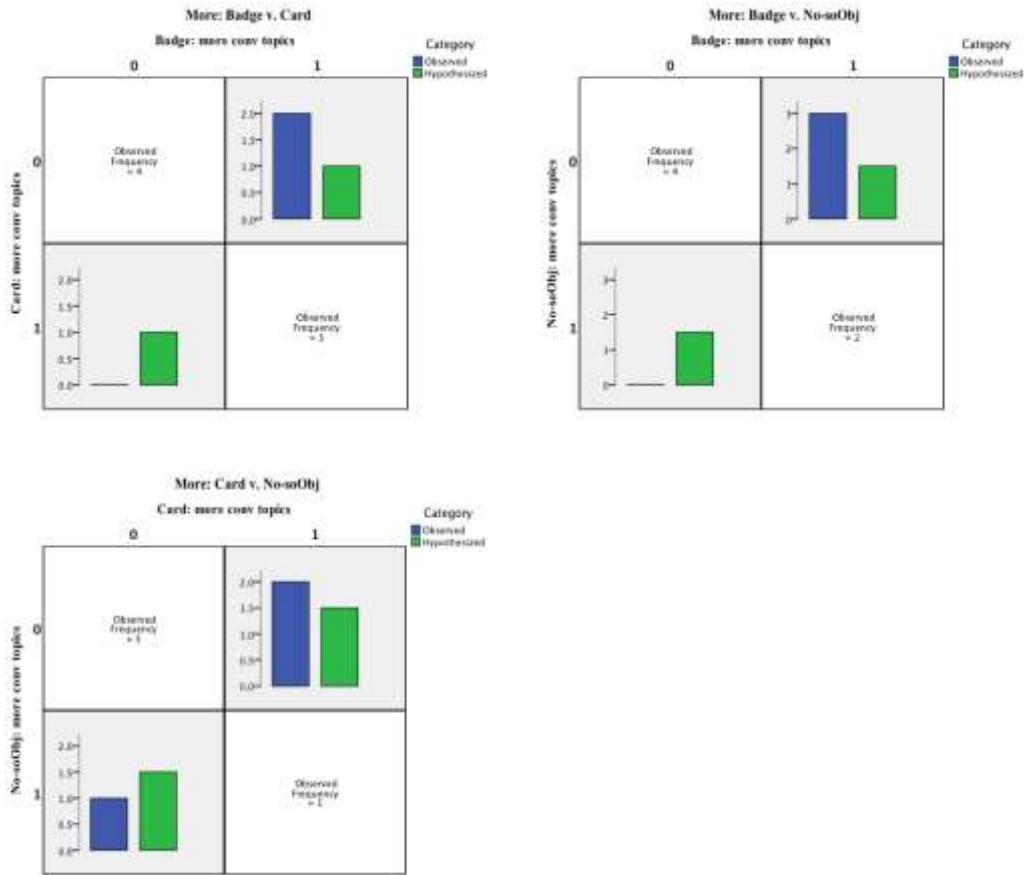 More: Badge v. Card
Badge: more conv topics
Category
Observed
Hypothesized
0
1
Card: more conv topics
0
Observed
Frequency
= 4
2.0
1.5
1.0
0.5
0.0
1
2.0
1.5
1.0
0.5
0.0
Observed
Frequency
= 3
More: Badge v. No-soObj
Badge: more conv topics
Category
Observed
Hypothesized
0
1
No-soObj: more conv topics
0
Observed
Frequency
= 4
3
2
1
0
1
3
2
1
0
Observed
Frequency
= 2
More: Card v. No-soObj
Card: more conv topics
Category
Observed
Hypothesized
0
1
No-soObj: more conv topics
0
Observed
Frequency
2.0
1.5
1.0
0.5
0.0
1
2.0
1.5
1.0
0.5
0.0
Observed
Frequency